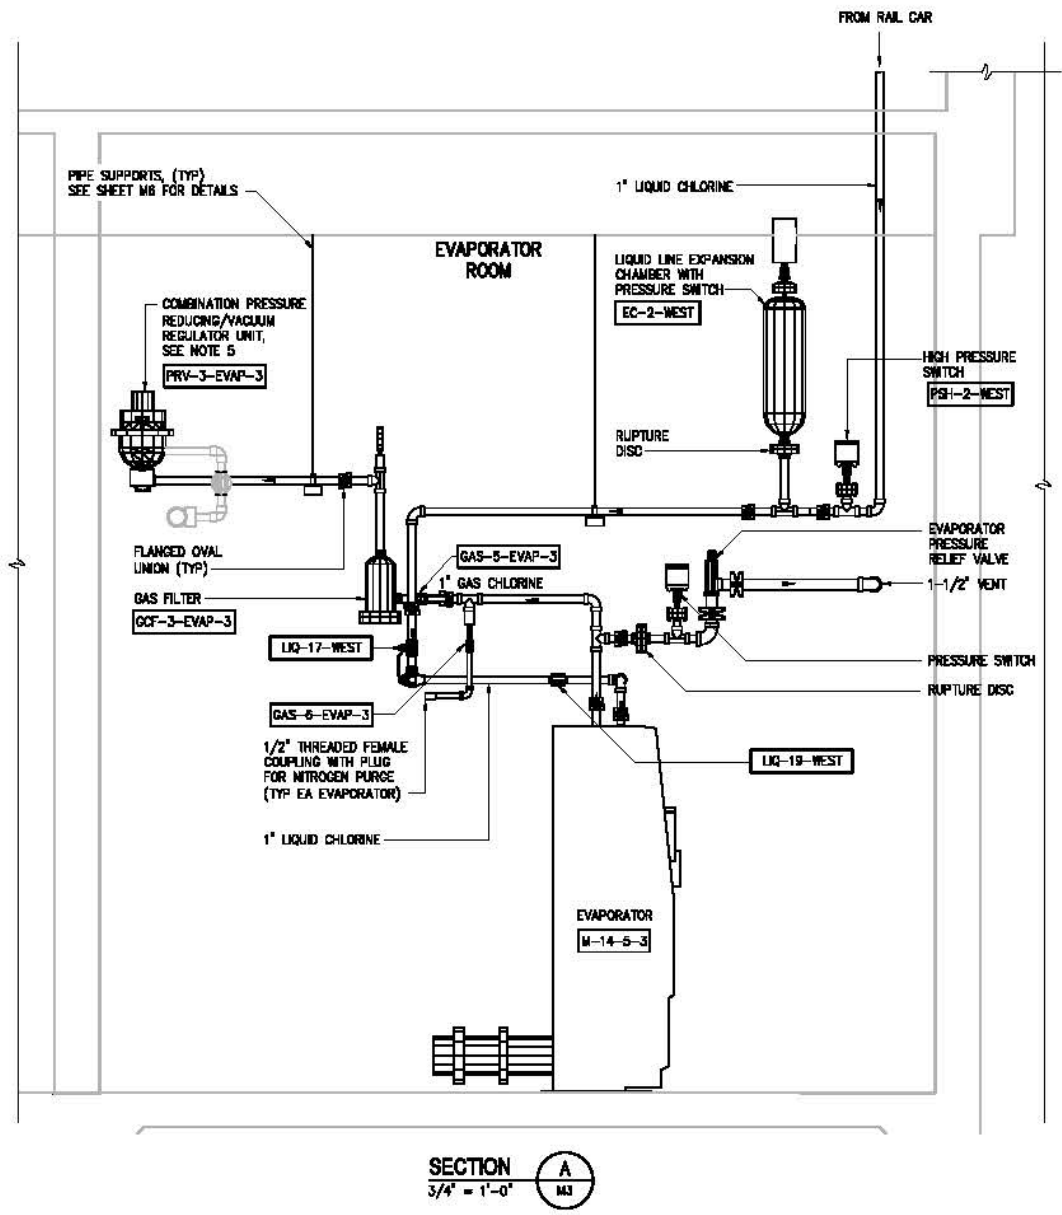 FROM RAIL CAR
PIPE SUPPORTS, (TYP)
SEE SHEET M6 FOR DETAILS
1" LIQUID CHLORINE
EVAPORATOR
ROOM
LIQUID LINE EXPANSION
CHAMBER WITH
PRESSURE SWITCH
EC-2-WEST
COMBINATION PRESSURE
REDUCING/VACUUM
REGULATOR UNIT,
SEE NOTE 5
PRV-3-EVAP-3
HIGH PRESSURE
SWITCH
PSH-2-WEST
RUPTURE
DISC
FLANGED OVAL
UNION (TYP)
GAS-5-EVAP-3
1" GAS CHLORINE
EVAPORATOR
PRESSURE
RELIEF VALVE
1-1/2" VENT
GAS FILTER
GCF-3-EVAP-3
LIQ-17-WEST
PRESSURE SWITCH
RUPTURE DISC
GAS-6-EVAP-3
1/2" THREADED FEMALE
COUPLING WITH PLUG
FOR NITROGEN PURGE
(TYP EA EVAPORATOR)
LIQ-19-WEST
1" LIQUID CHLORINE
EVAPORATOR
M-14-5-3
SECTION
3/4" = 1'-0"
A
M3